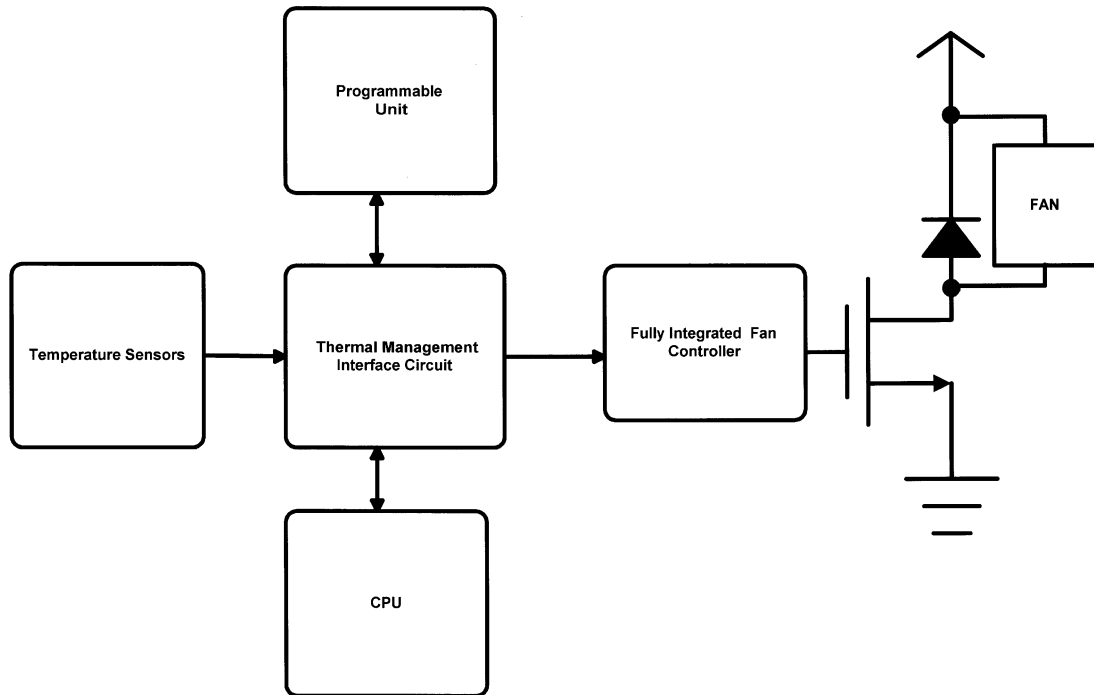 Programmable
Unit
FAN
Temperature Sensors
Thermal Management
Interface Circuit
Fully Integrated Fan
Controller
CPU